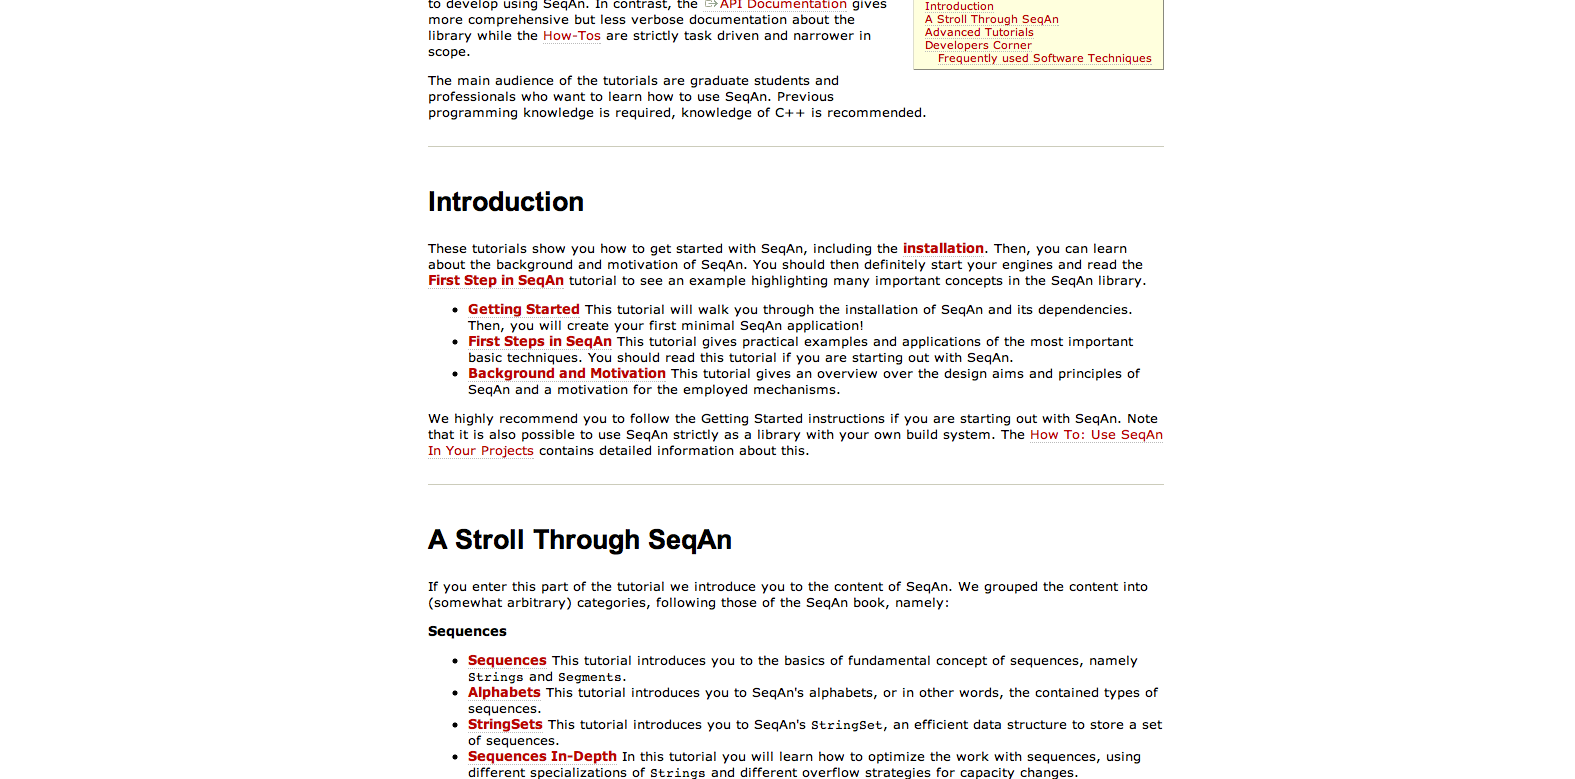 to develop using SeqAn. In contrast, the API Documentation gives
more comprehensive but less verbose documentation about the
library while the How-Tos are strictly task driven and narrower in
scope.
Introduction
A Stroll Through SeqAn
Advanced Tutorials
Developers Corner
Frequently used Software Techniques
The main audience of the tutorials are graduate students and
professionals who want to learn how to use SeqAn. Previous
programming knowledge is required, knowledge of C++ is recommended.
Introduction
These tutorials show you how to get started with SeqAn, including the installation. Then, you can learn
about the background and motivation of SeqAn. You should then definitely start your engines and read the
First Step in SeqAn tutorial to see an example highlighting many important concepts in the SeqAn library.
• Getting Started This tutorial will walk you through the installation of SeqAn and its dependencies.
Then, you will create your first minimal SeqAn application!
• First Steps in SeqAn This tutorial gives practical examples and applications of the most important
basic techniques. You should read this tutorial if you are starting out with SeqAn.
• Background and Motivation This tutorial gives an overview over the design aims and principles of
SeqAn and a motivation for the employed mechanisms.
We highly recommend you to follow the Getting Started instructions if you are starting out with SeqAn. Note
that it is also possible to use SeqAn strictly as a library with your own build system. The How To: Use SeqAn
In Your Projects contains detailed information about this.
A Stroll Through SeqAn
If you enter this part of the tutorial we introduce you to the content of SeqAn. We grouped the content into
(somewhat arbitrary) categories, following those of the SeqAn book, namely:
Sequences
• Sequences This tutorial introduces you to the basics of fundamental concept of sequences, namely
Strings and Segments.
• Alphabets This tutorial introduces you to SeqAn's alphabets, or in other words, the contained types of
sequences.
• StringSets This tutorial introduces you to SeqAn's StringSet, an efficient data structure to store a set
of sequences.
• Sequences In-Depth In this tutorial you will learn how to optimize the work with sequences, using
different specializations of Strings and different overflow strategies for capacity changes.